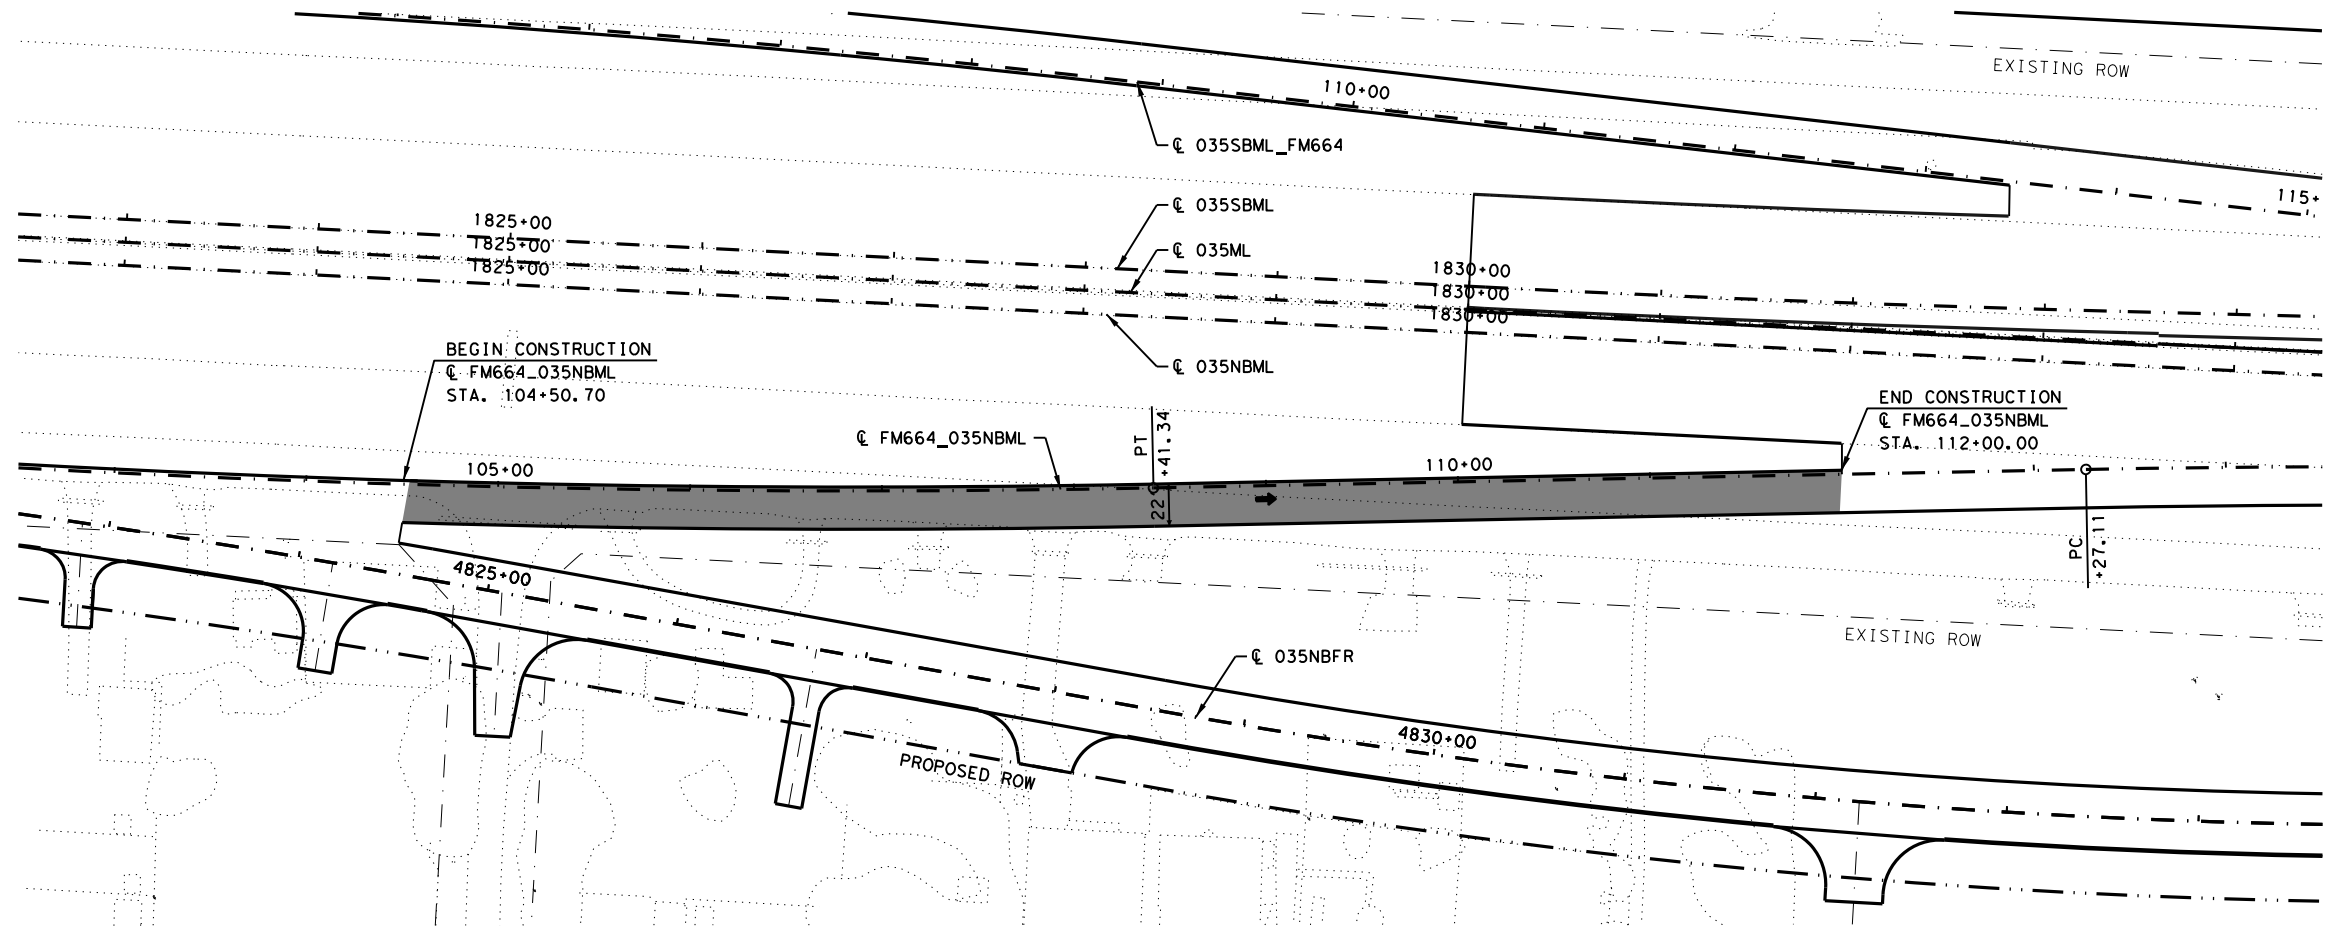 EXISTING ROW
110+00
℄ 035SBML_FM664
115+
℄ 035SBML
1825+00
1825+00
1825+00
℄ 035ML
1830+00
1830+00
1830+00
℄ 035NBML
BEGIN CONSTRUCTION
℄ FM664_035NBML
STA. 104+50.70
END CONSTRUCTION
℄ FM664_035NBML
STA. 112+00.00
℄ FM664_035NBML
PT
+41.34
105+00
110+00
22
PC
+27.11
4825+00
EXISTING ROW
℄ 035NBFR
4830+00
PROPOSED ROW